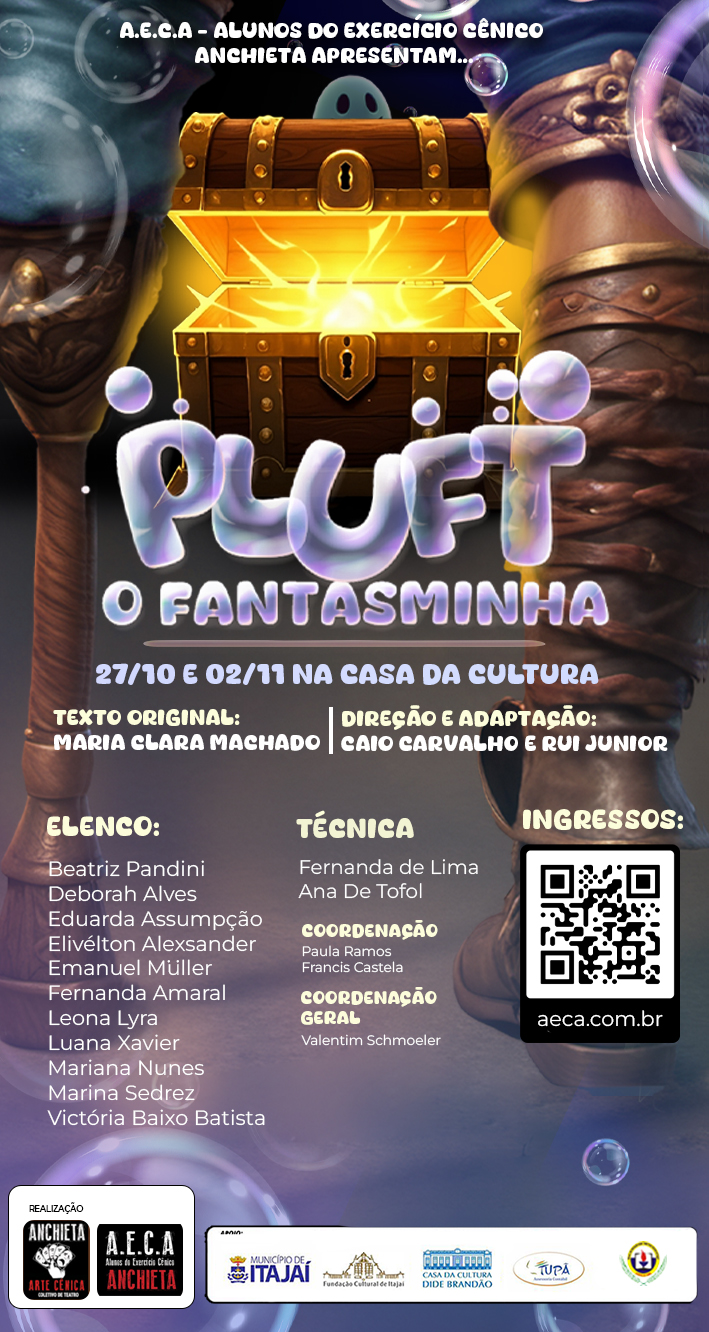 A.E.C.A - ALUNOS DO EXERCÍCIO CÊNICO
ANCHIETA APRESENTAM...
PLUFT
O FANTASMINHA
27/10 E 02/11 NA CASA DA CULTURA
TEXTO ORIGINAL:
MARIA CLARA MACHADO
DIREÇÃO E ADAPTAÇÃO:
CAIO CARVALHO E RUI JUNIOR
ELENCO:
Beatriz Pandini
Deborah Alves
Eduarda Assumpção
Elivélton Alexsander
Emanuel Müller
Fernanda Amaral
Leona Lyra
Luana Xavier
Mariana Nunes
Marina Sedrez
Victória Baixo Batista
TÉCNICA
Fernanda de Lima
Ana De Tofol
COORDENAÇÃO
Paula Ramos
Francis Castela
COORDENAÇÃO
GERAL
Valentim Schmoeler
INGRESSOS:
aeca.com.br
REALIZAÇÃO
ANCHIETA
ARTE CÊNICA
COLETIVO DE TEATRO
A.E.C.A
Alunos do Exercício Cênico
ANCHIETA
APOIO:
MUNICÍPIO DE
ITAJAÍ
Fundação Cultural de Itajaí
CASA DA CULTURA
DIDE BRANDÃO
TUPÃ
Assessoria Contábil